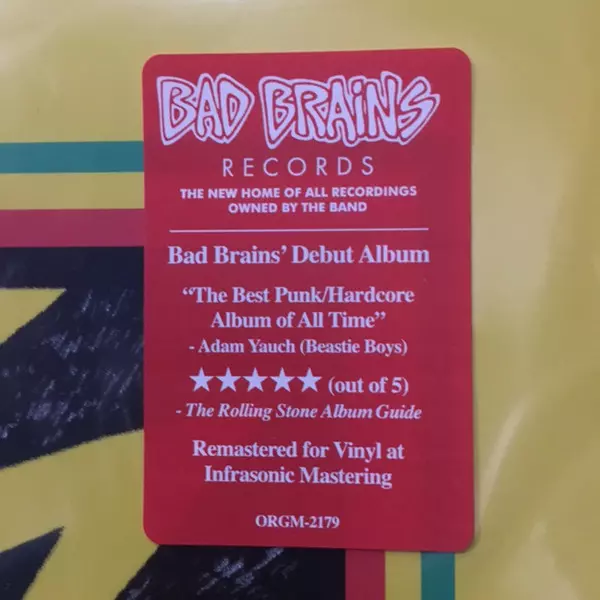 BAD BRAINS
RECORDS
THE NEW HOME OF ALL RECORDINGS
OWNED BY THE BAND
Bad Brains’ Debut Album
“The Best Punk/Hardcore
Album of All Time”
- Adam Yauch (Beastie Boys)
★★★★★ (out of 5)
- The Rolling Stone Album Guide
Remastered for Vinyl at
Infrasonic Mastering
ORGM-2179